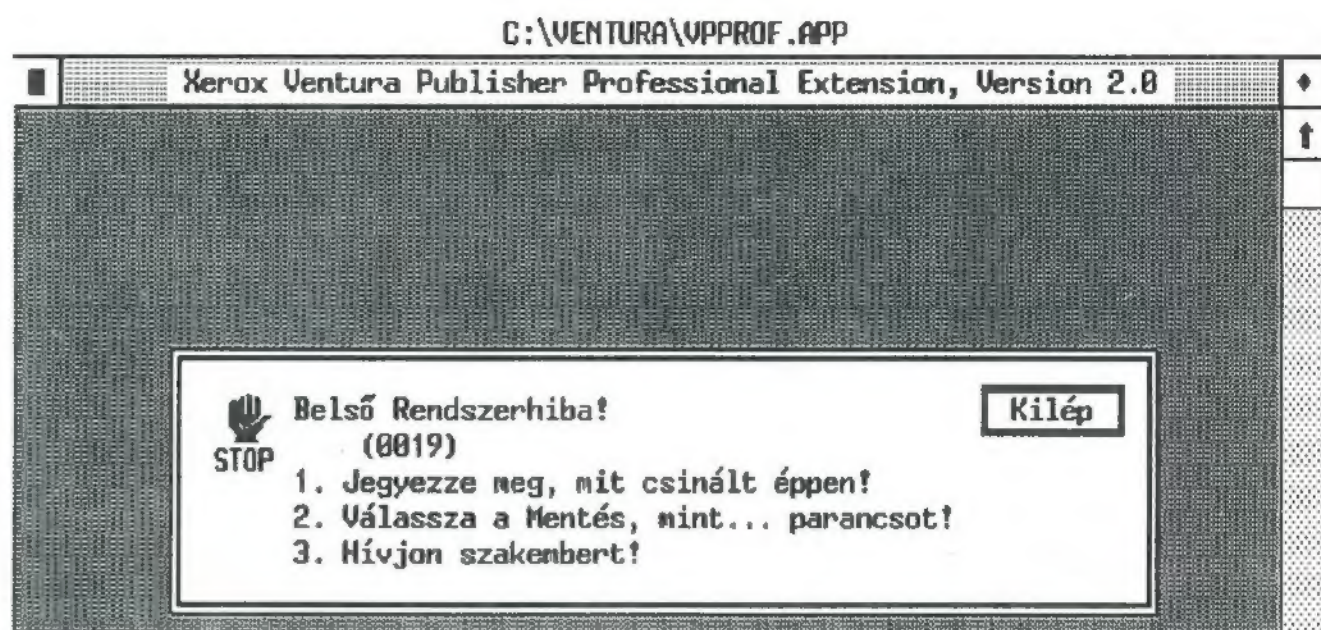 C:\VENTURA\VPPROF.APP
Xerox Ventura Publisher Professional Extension, Version 2.0
Belső Rendszerhiba!
Kilép
(0019)
STOP
1. Jegyezze meg, mit csinált éppen!
2. Válassza a Mentés, mint... parancsot!
3. Hívjon szakembert!